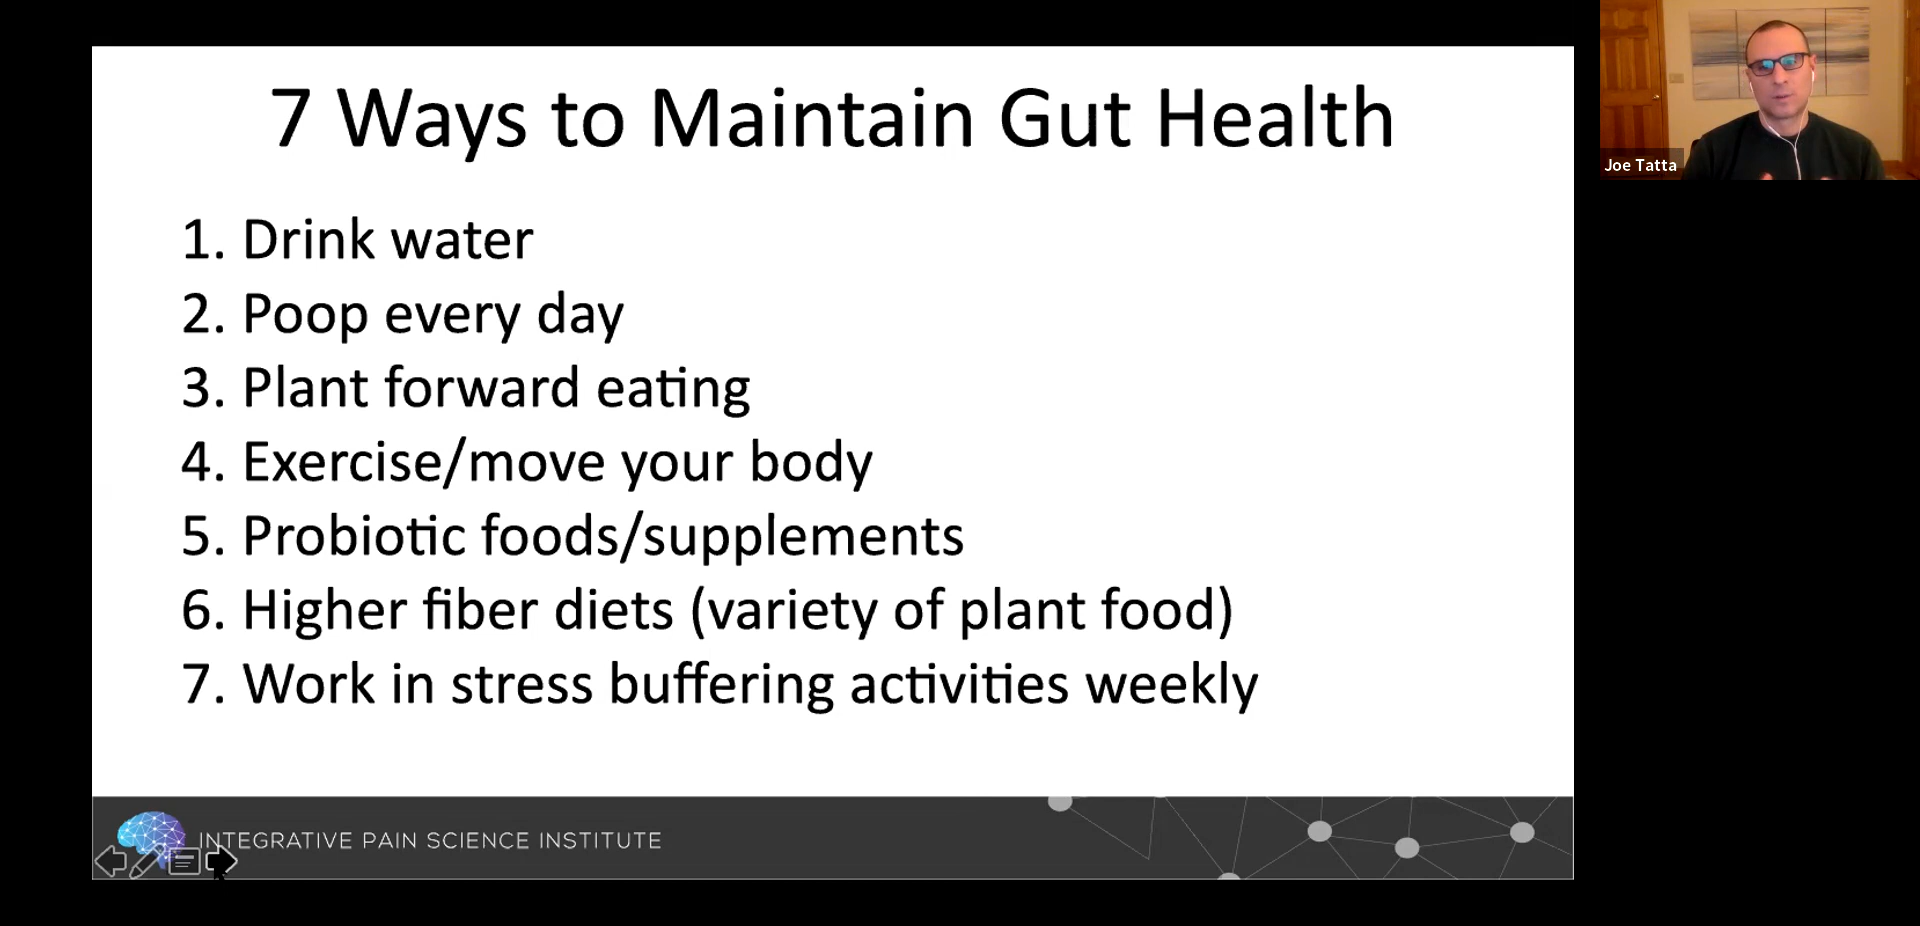 7 Ways to Maintain Gut Health
1. Drink water
2. Poop every day
3. Plant forward eating
4. Exercise/move your body
5. Probiotic foods/supplements
6. Higher fiber diets (variety of plant food)
7. Work in stress buffering activities weekly
INTEGRATIVE PAIN SCIENCE INSTITUTE
Joe Tatta